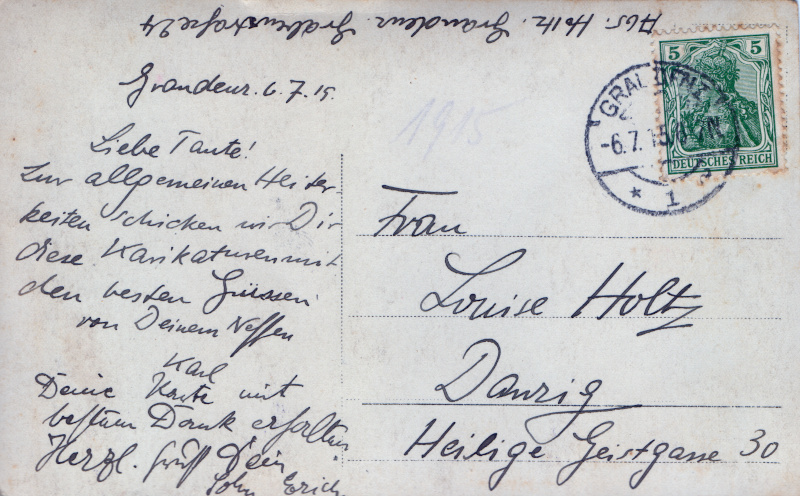 Abs. Holtz. Graudenz. Grabenstraße 24
Graudenz. 6.7.15.
Liebe Tante!
Zur allgemeinen Heiter-
keiten schicken wir Dir
diese Karikaturen mit
den besten Grüssen
von Deinem Neffen
Karl
Deine Karte mit
bestem Dank erhalten
Herzl. Gruß Dein
Sohn Erich
1915
5 5
DEUTSCHES REICH
GRAUDENZ
-6.7.15
* 1
Frau
Louise Holtz
Danzig
Heilige Geistgasse 30